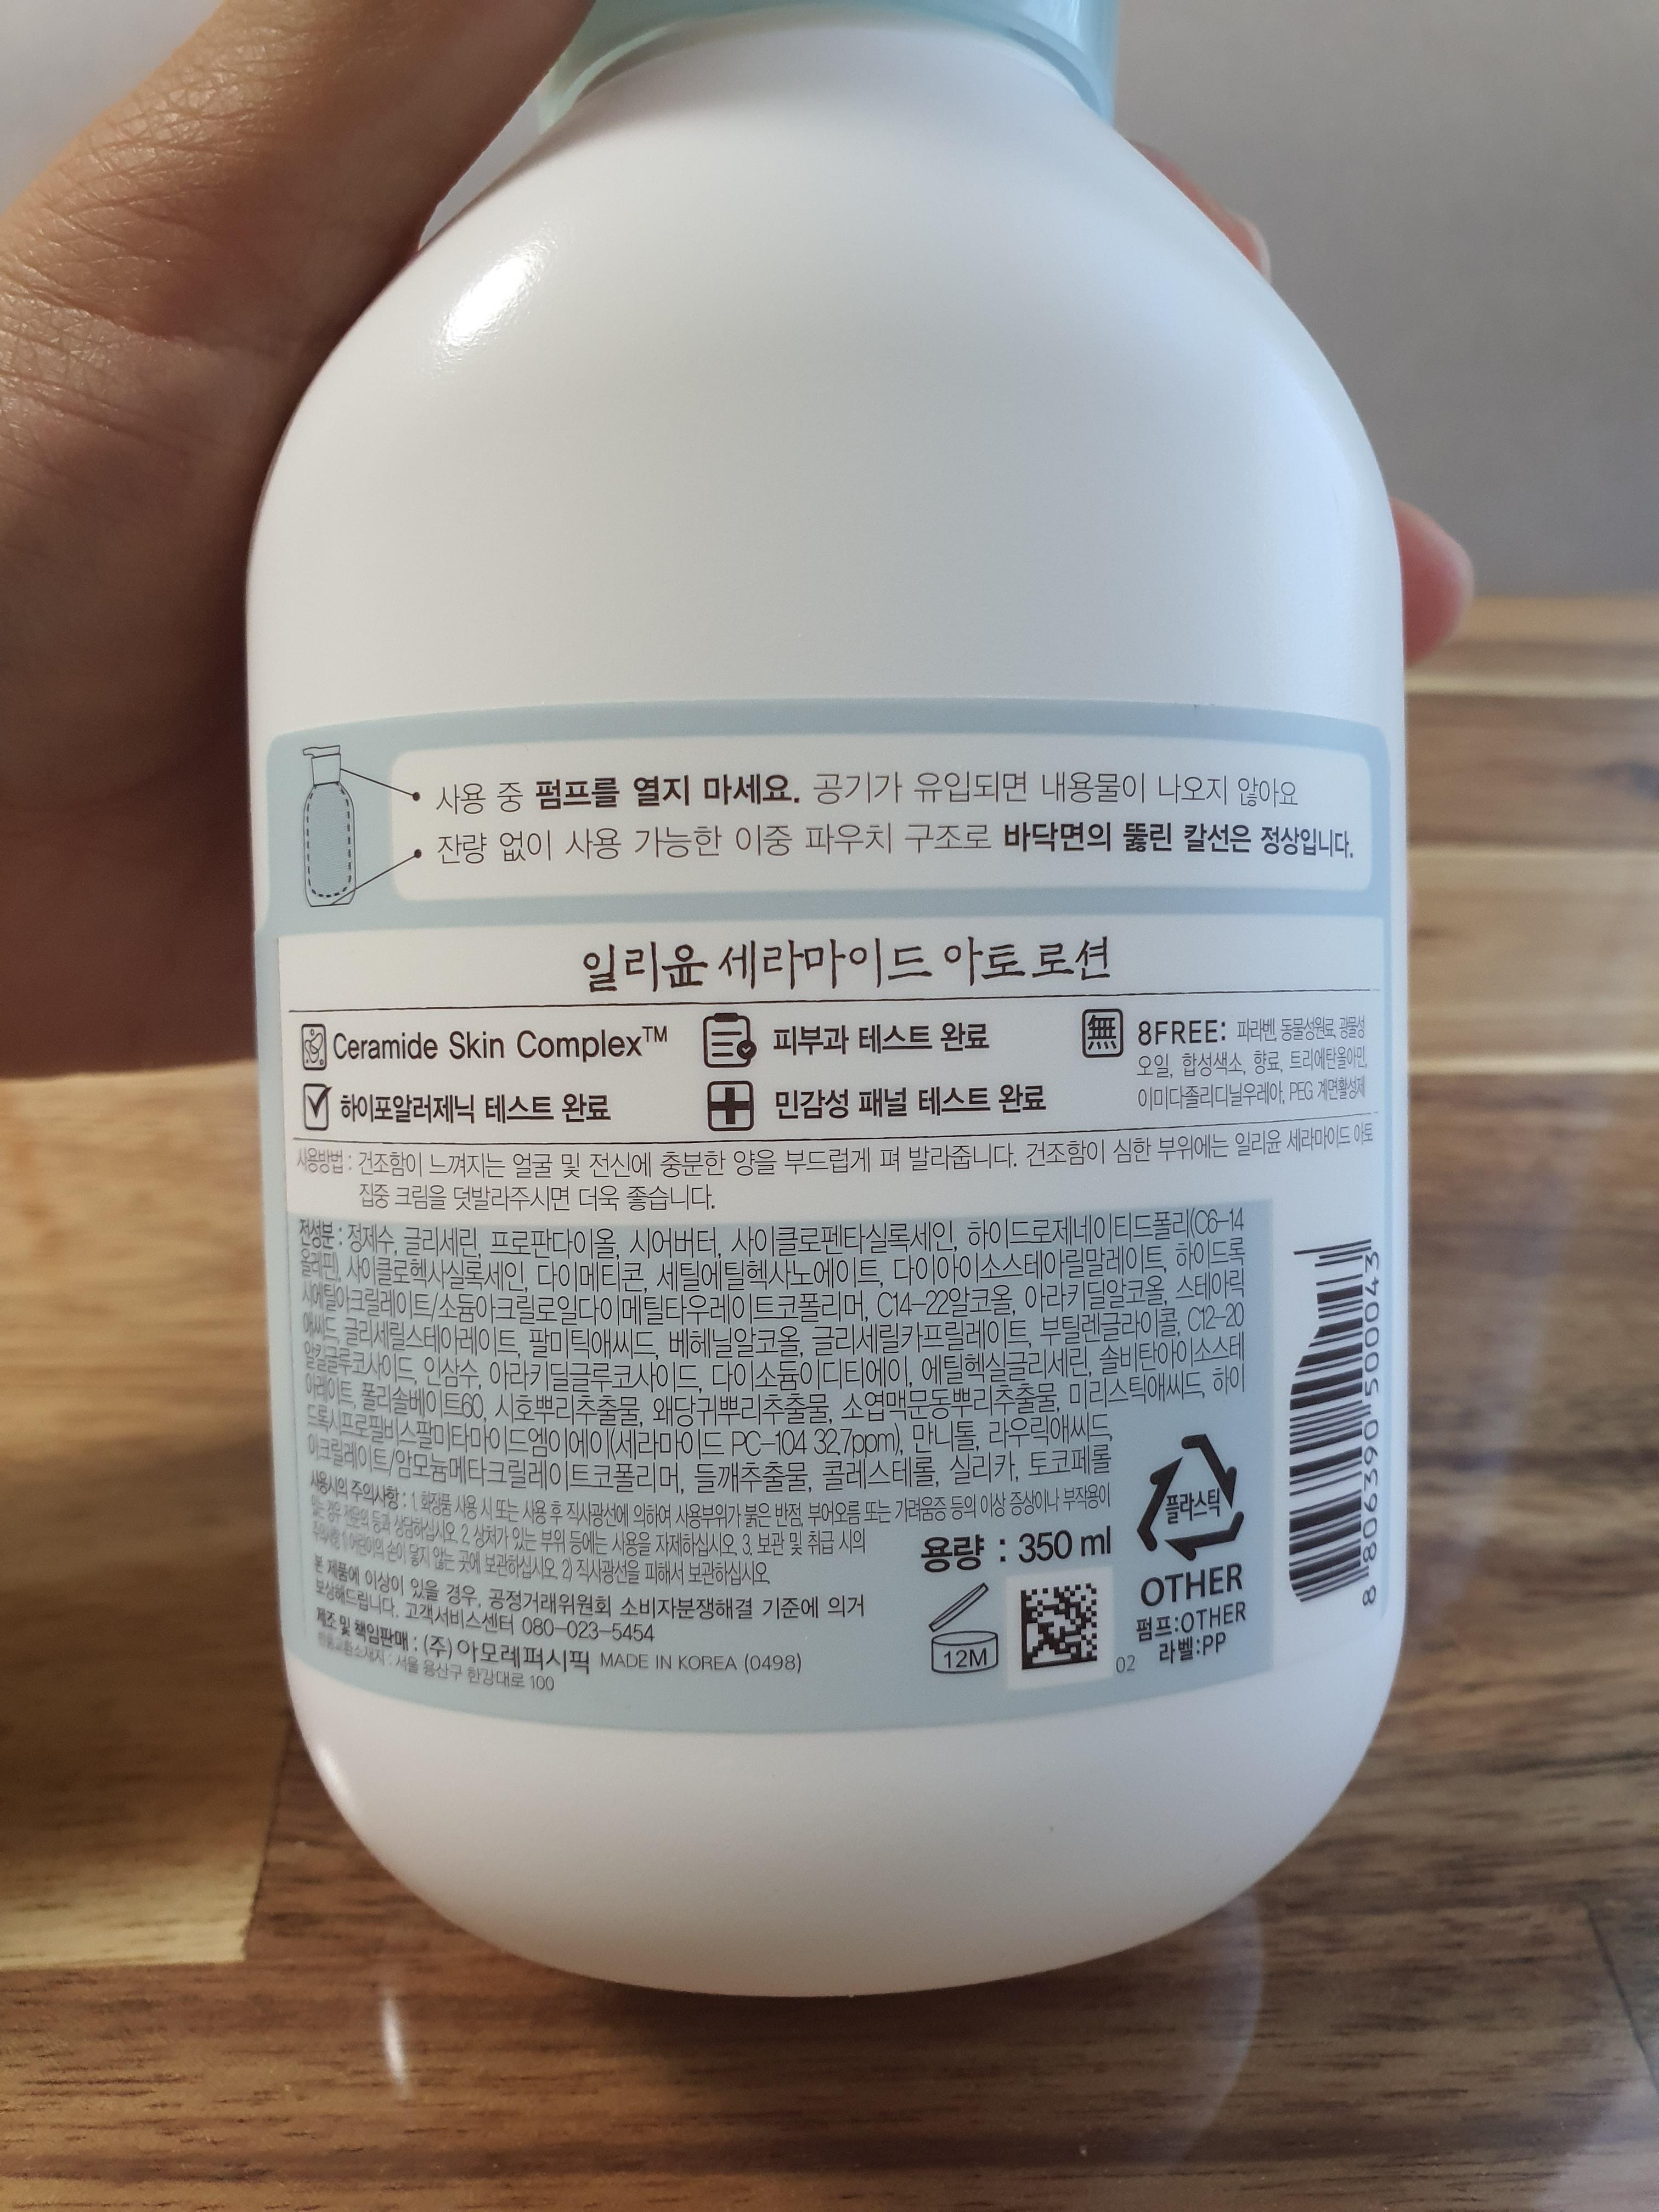 사용 중 펌프를 열지 마세요. 공기가 유입되면 내용물이 나오지 않아요
잔량 없이 사용 가능한 이중 파우치 구조로 바닥면의 뚫린 칼선은 정상입니다.
일리윤 세라마이드 아토 로션
Ceramide Skin Complex™
피부과 테스트 완료
하이포알러제닉 테스트 완료
민감성 패널 테스트 완료
無 8FREE: 파라벤, 동물성원료, 광물성
오일, 합성색소, 향료, 트리에탄올아민,
이미다졸리디닐우레아, PEG 계면활성제
사용방법 : 건조함이 느껴지는 얼굴 및 전신에 충분한 양을 부드럽게 펴 발라줍니다. 건조함이 심한 부위에는 일리윤 세라마이드 아토
집중 크림을 덧발라주시면 더욱 좋습니다.
전성분 : 정제수, 글리세린, 프로판다이올, 시어버터, 사이클로펜타실록세인, 하이드로제네이티드폴리(C6-14
올레핀), 사이클로헥사실록세인, 다이메티콘, 세틸에틸헥사노에이트, 다이아이소스테아릴말레이트, 하이드록
시에틸아크릴레이트/소듐아크릴로일다이메틸타우레이트코폴리머, C14-22알코올, 아라키딜알코올, 스테아릭
애씨드, 글리세릴스테아레이트, 팔미틱애씨드, 베헤닐알코올, 글리세릴카프릴레이트, 부틸렌글라이콜, C12-20
알킬글루코사이드, 인삼수, 아라키딜글루코사이드, 다이소듐이디티에이, 에틸헥실글리세린, 솔비탄아이소스테
아레이트, 폴리솔베이트60, 시호뿌리추출물, 왜당귀뿌리추출물, 소엽맥문동뿌리추출물, 미리스틱애씨드, 하이
드록시프로필비스팔미타마이드엠이에이(세라마이드 PC-104 327ppm), 만니톨, 라우릭애씨드,
아크릴레이트/암모늄메타크릴레이트코폴리머, 들깨추출물, 콜레스테롤, 실리카, 토코페롤
사용시의 주의사항 : 1. 화장품 사용 시 또는 사용 후 직사광선에 의하여 사용부위가 붉은 반점, 부어오름 또는 가려움증 등의 이상 증상이나 부작용이
있는 경우 전문의 등과 상담하십시오. 2. 상처가 있는 부위 등에는 사용을 자제하십시오. 3. 보관 및 취급 시의
주의사항 1) 어린이의 손이 닿지 않는 곳에 보관하십시오. 2) 직사광선을 피해서 보관하십시오.
본 제품에 이상이 있을 경우, 공정거래위원회 소비자분쟁해결 기준에 의거
보상해드립니다. 고객서비스센터 080-023-5454
제조 및 책임판매 : (주)아모레퍼시픽 MADE IN KOREA (0498)
반품교환소재지 : 서울 용산구 한강대로 100
용량 : 350 ml
12M
02
플라스틱
OTHER
펌프:OTHER
라벨:PP
8 806390 500043